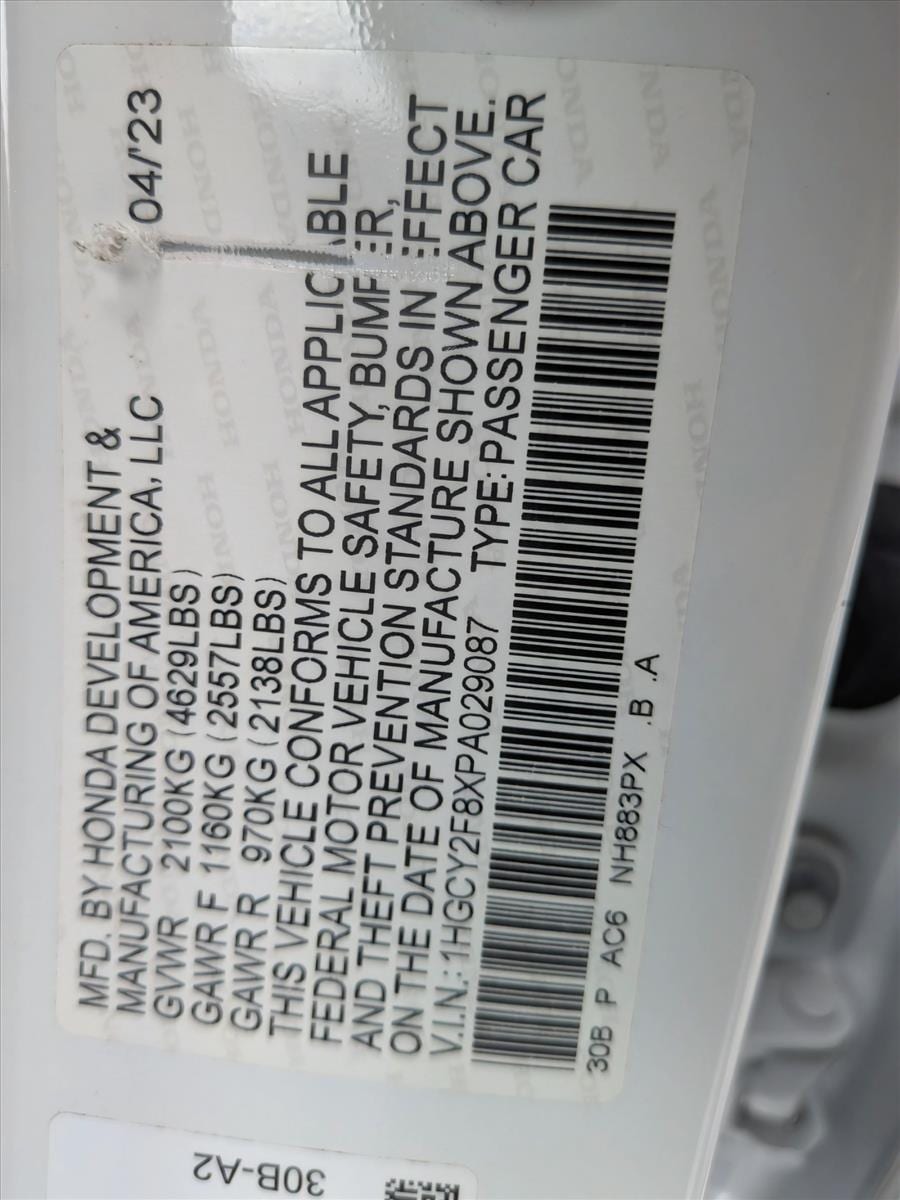 MFD. BY HONDA DEVELOPMENT &
MANUFACTURING OF AMERICA, LLC 04/'23
GVWR 2100KG (4629LBS)
GAWR F 1160KG (2557LBS)
GAWR R 970KG (2138LBS)
THIS VEHICLE CONFORMS TO ALL APPLICABLE
FEDERAL MOTOR VEHICLE SAFETY, BUMPER,
AND THEFT PREVENTION STANDARDS IN EFFECT
ON THE DATE OF MANUFACTURE SHOWN ABOVE.
V.I.N.:1HGCY2F8XPA029087 TYPE: PASSENGER CAR
30B P AC6 NH883PX .B .A
30B-A2